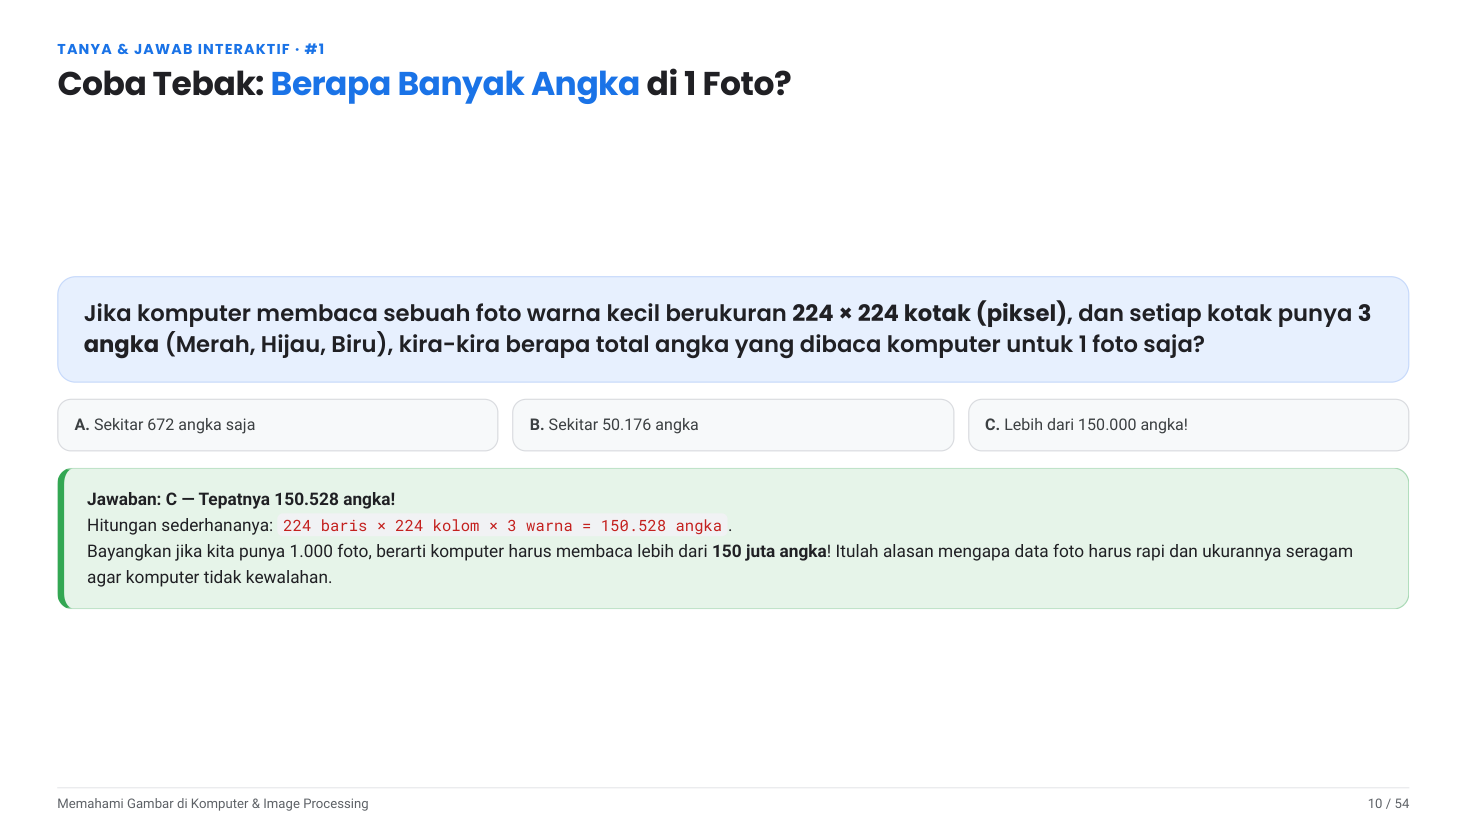 TANYA & JAWAB INTERAKTIF · #1
Coba Tebak: Berapa Banyak Angka di 1 Foto?
Jika komputer membaca sebuah foto warna kecil berukuran 224 × 224 kotak (piksel), dan setiap kotak punya 3
angka (Merah, Hijau, Biru), kira-kira berapa total angka yang dibaca komputer untuk 1 foto saja?
A. Sekitar 672 angka saja
B. Sekitar 50.176 angka
C. Lebih dari 150.000 angka!
Jawaban: C — Tepatnya 150.528 angka!
Hitungan sederhananya: 224 baris × 224 kolom × 3 warna = 150.528 angka.
Bayangkan jika kita punya 1.000 foto, berarti komputer harus membaca lebih dari 150 juta angka! Itulah alasan mengapa data foto harus rapi dan ukurannya seragam
agar komputer tidak kewalahan.
Memahami Gambar di Komputer & Image Processing
10 / 54